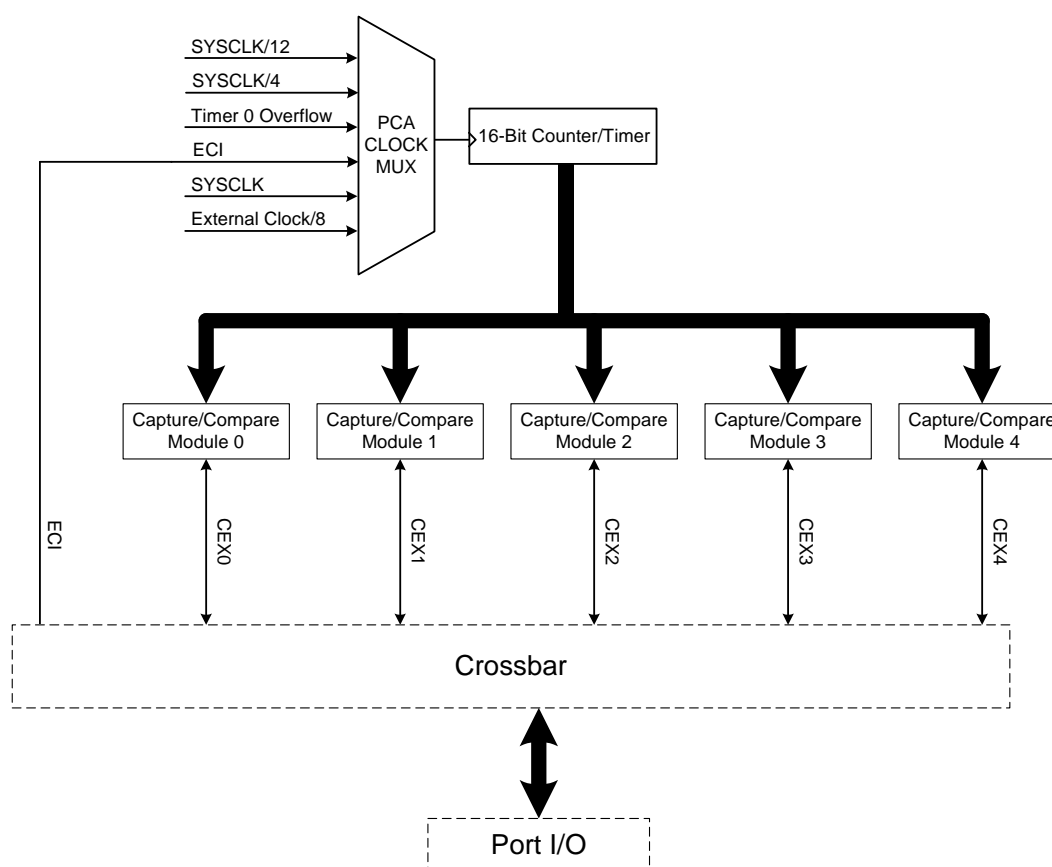 SYSCLK/12
SYSCLK/4
Timer 0 Overflow
ECI
SYSCLK
External Clock/8
PCA
CLOCK
MUX
16-Bit Counter/Timer
Capture/Compare
Module 0
Capture/Compare
Module 1
Capture/Compare
Module 2
Capture/Compare
Module 3
Capture/Compare
Module 4
ECI
CEX0
CEX1
CEX2
CEX3
CEX4
Crossbar
Port I/O